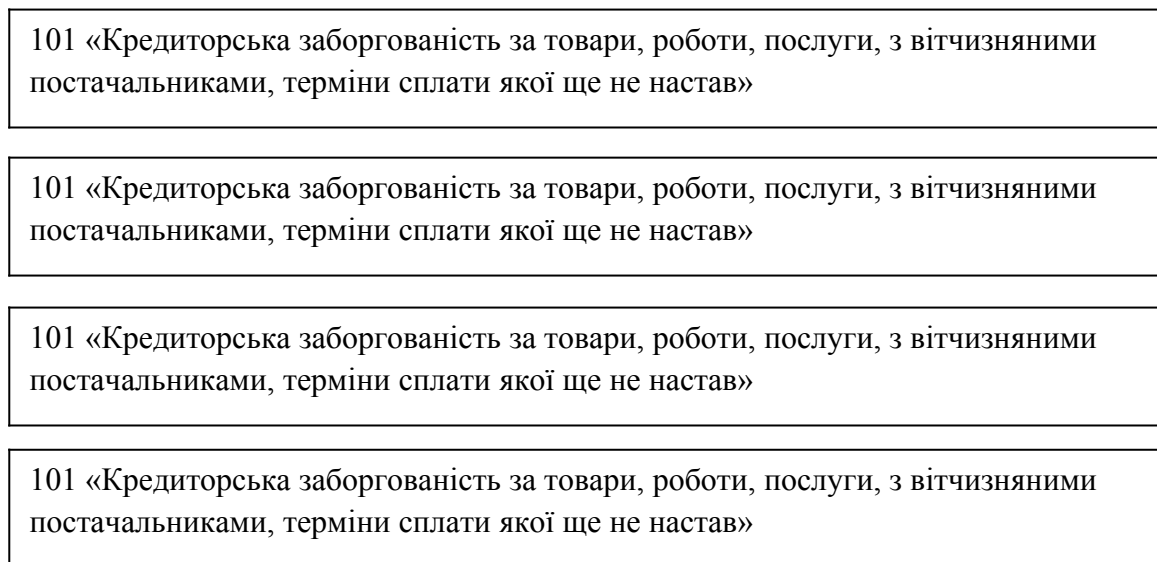 101 «Кредиторська заборгованість за товари, роботи, послуги, з вітчизняними
постачальниками, терміни сплати якої ще не настав»
101 «Кредиторська заборгованість за товари, роботи, послуги, з вітчизняними
постачальниками, терміни сплати якої ще не настав»
101 «Кредиторська заборгованість за товари, роботи, послуги, з вітчизняними
постачальниками, терміни сплати якої ще не настав»
101 «Кредиторська заборгованість за товари, роботи, послуги, з вітчизняними
постачальниками, терміни сплати якої ще не настав»